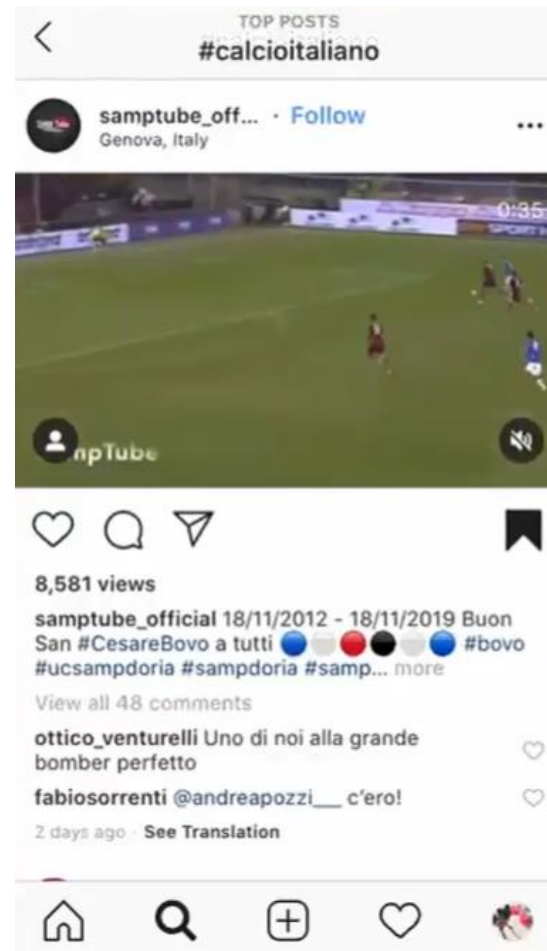 TOP POSTS
#calcioitaliano
samptube_off... · Follow
Genova, Italy
0:35
SPORT
mpTube
8,581 views
samptube_official 18/11/2012 - 18/11/2019 Buon
San #CesareBovo a tutti 🔵⚪🔴⚫⚪🔵 #bovo
#ucsampdoria #sampdoria #samp... more
View all 48 comments
ottico_venturelli Uno di noi alla grande
bomber perfetto
fabiosorrenti @andreapozzi___ c'ero!
2 days ago · See Translation